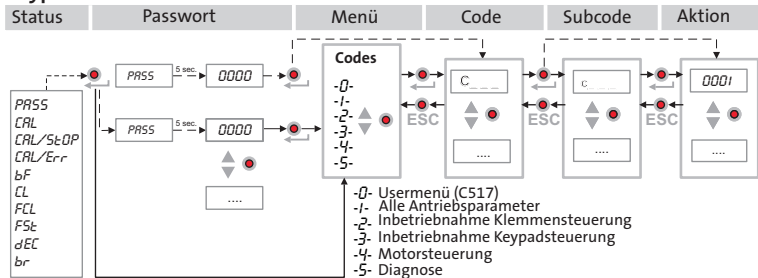 Status Passwort Menü Code Subcode Aktion
PASS
CAL
CAL/StOP
CAL/Err
bF
CL
FCL
FSt
dEC
br
PASS 5 sec. 0000
PASS 5 sec. 0000
....
Codes
-0-
-1-
-2-
-3-
-4-
-5-
C_ _ _
ESC
....
C_ _ _ _
ESC
....
0001
ESC
....
-0- Usermenü (C517)
-1- Alle Antriebsparameter
-2- Inbetriebnahme Klemmensteuerung
-3- Inbetriebnahme Keypadsteuerung
-4- Motorsteuerung
-5- Diagnose